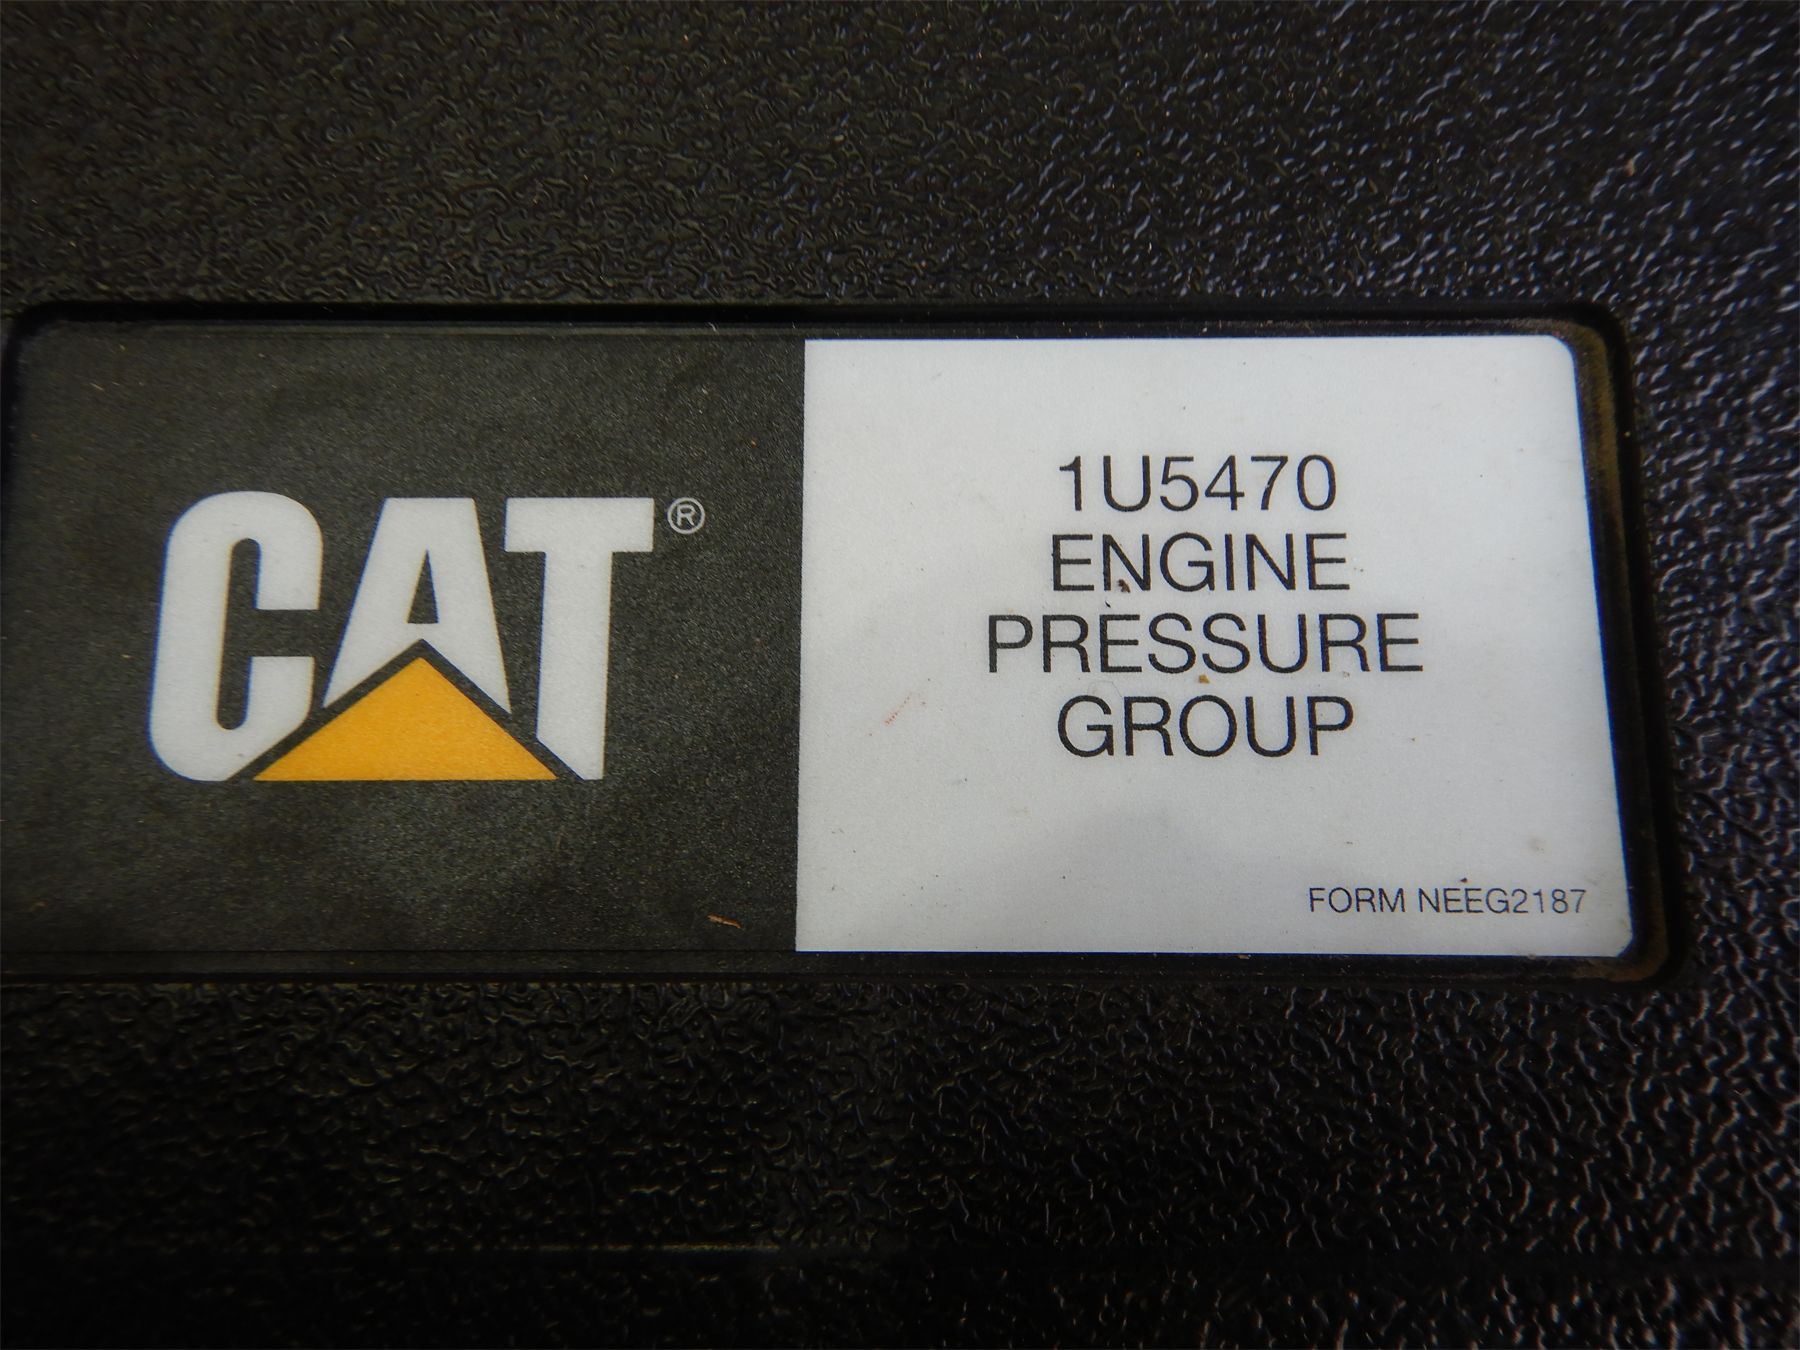 CAT®
1U5470
ENGINE
PRESSURE
GROUP
FORM NEEG2187